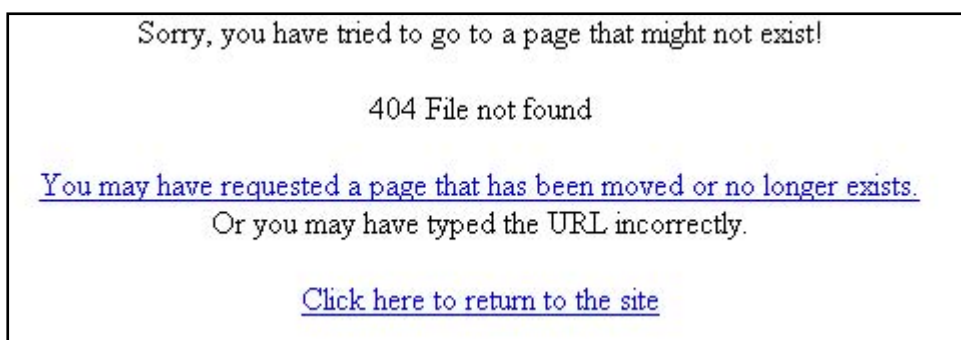 Sorry, you have tried to go to a page that might not exist!
404 File not found
You may have requested a page that has been moved or no longer exists.
Or you may have typed the URL incorrectly.
Click here to return to the site